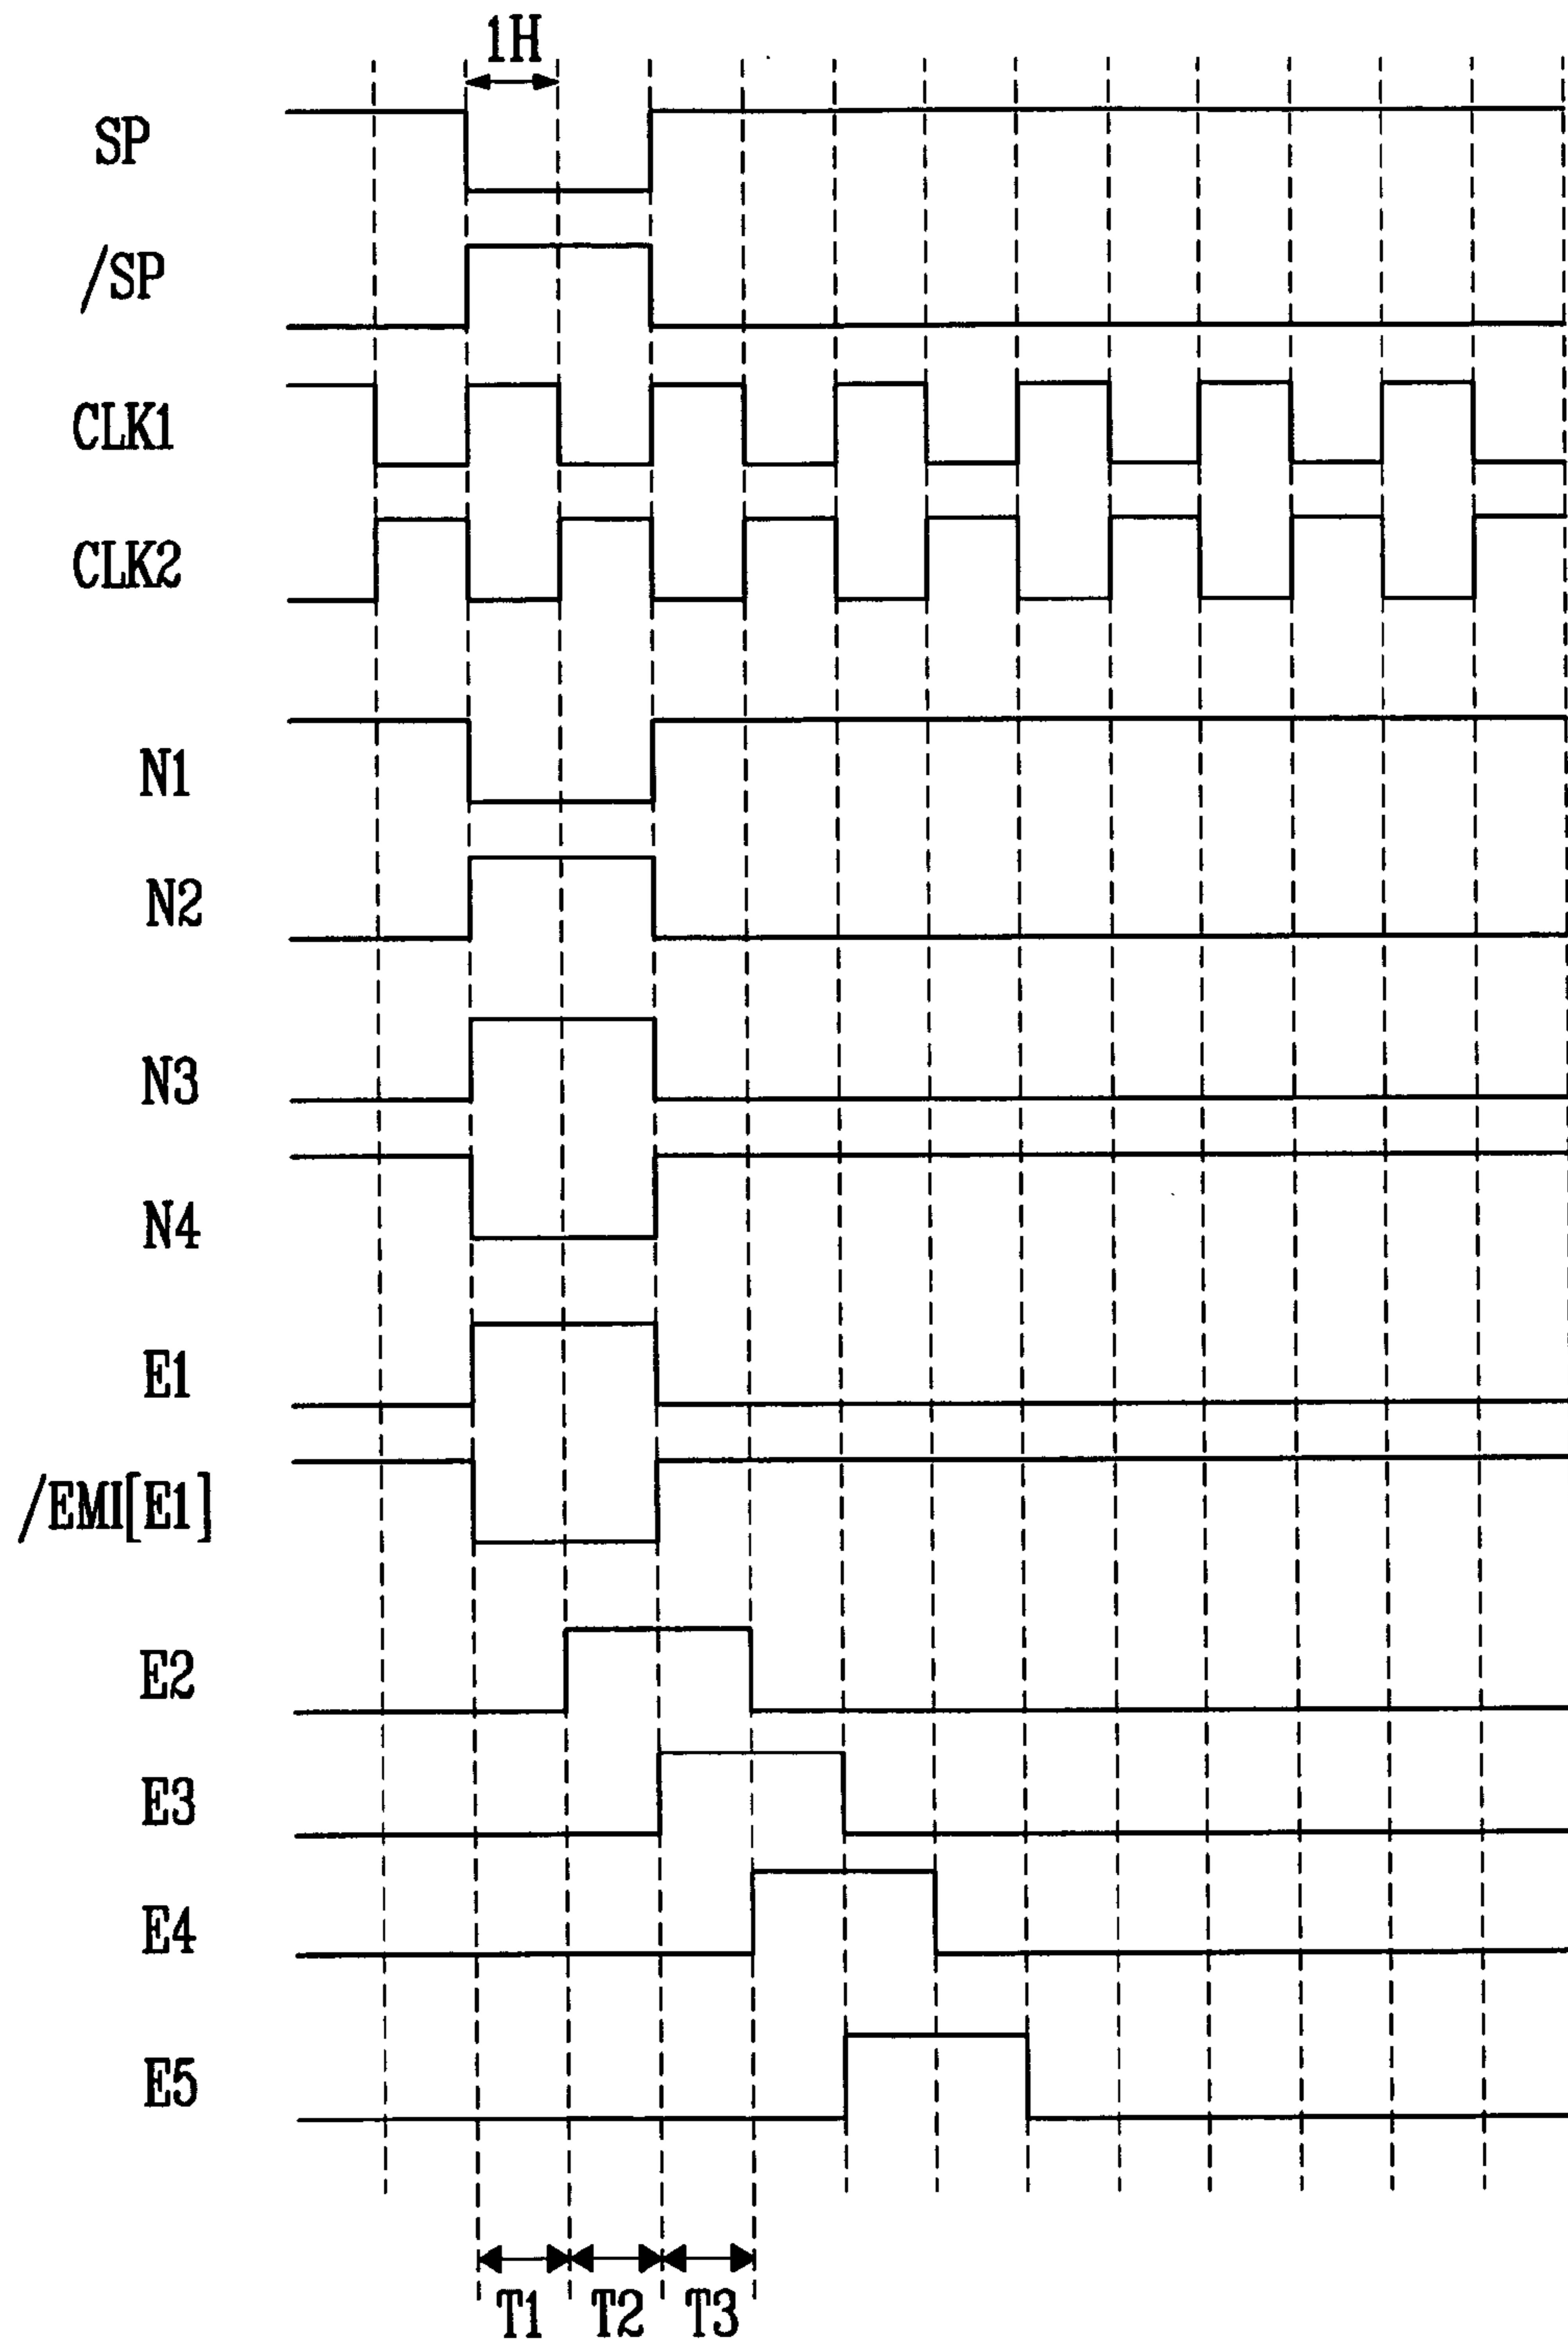 1H
SP
/SP
CLK1
CLK2
N1
N2
N3
N4
E1
/EMI[E1]
E2
E3
E4
E5
T1 T2 T3